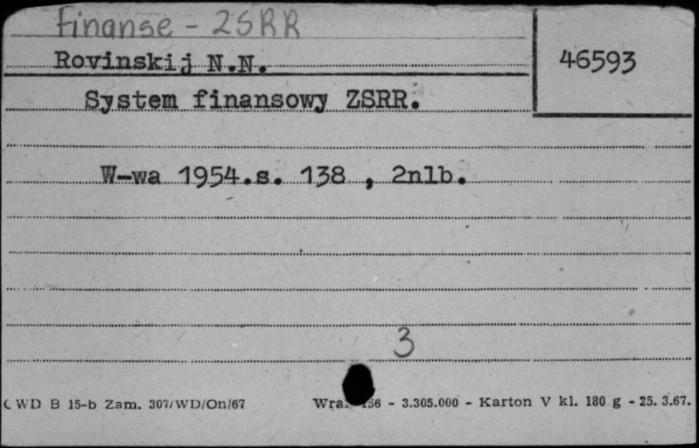 Finanse - ZSRR
46593
Rovinskij N.N.
System finansowy ZSRR.
W-wa 1954.s. 138 , 2nlb.
3
CWD B 15-b Zam. 307/WD/On/67 - 3.305.000 - Karton V kl. 180 g - 25.3.67.